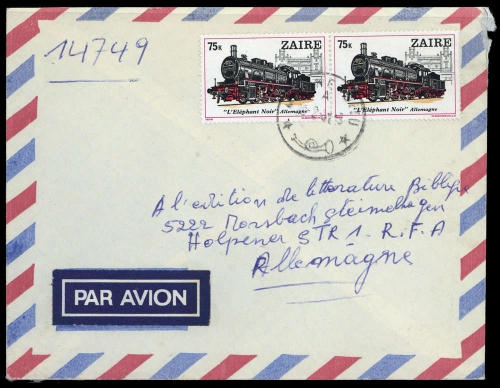 14749
75K ZAIRE
"L'Eléphant Noir" Allemagne
75K ZAIRE
"L'Eléphant Noir" Allemagne
A l'edition de litterature Biblique
5222 Morsbach Steimelhagen
Holpener STR 1. R.F.A
Allemagne
PAR AVION